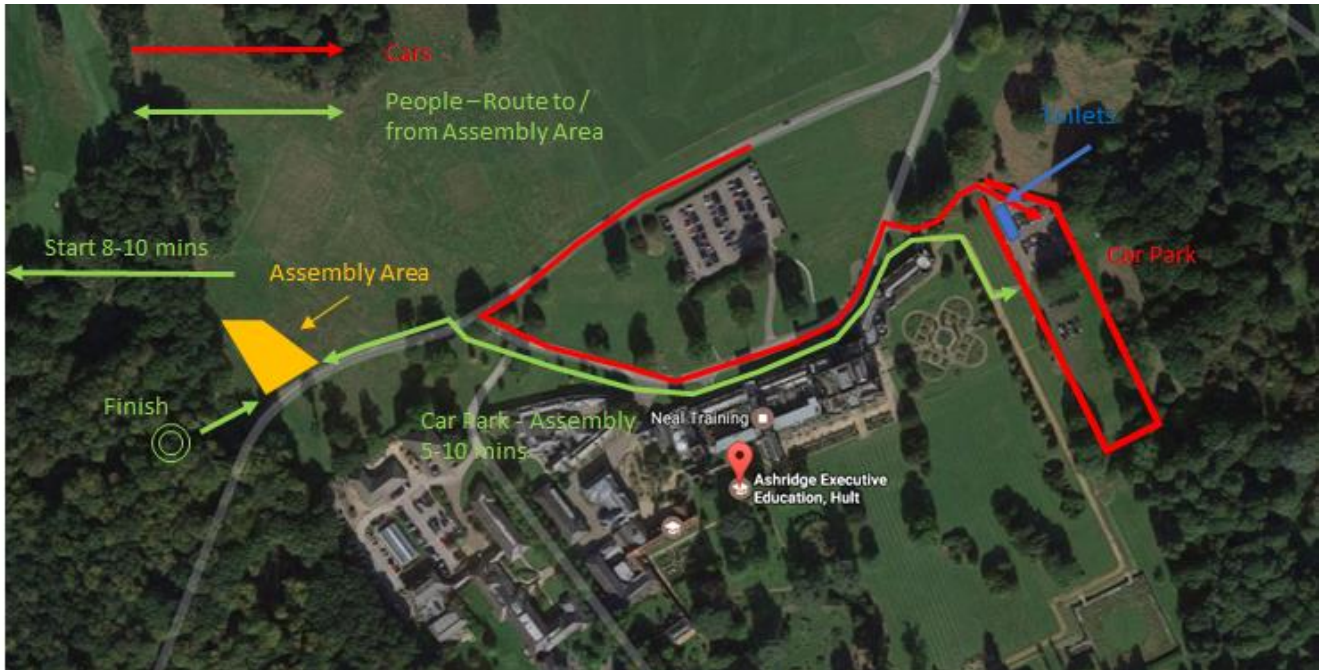 Cars
People – Route to /
from Assembly Area
Toilets
Start 8-10 mins
Assembly Area
Car Park
Finish
Car Park - Assembly
5-10 mins
Neal Training
Ashridge Executive
Education, Hult